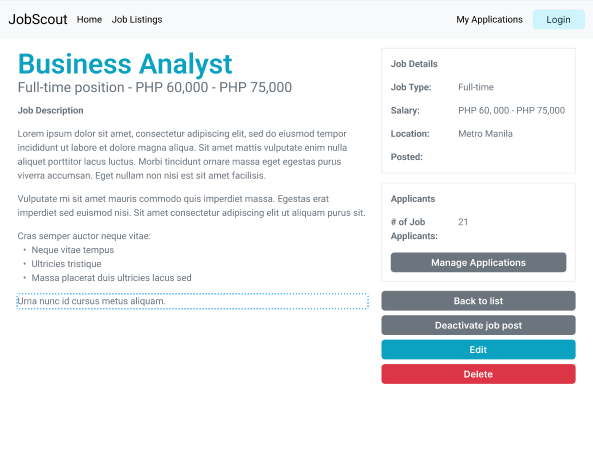 JobScout Home Job Listings My Applications Login
Business Analyst
Full-time position - PHP 60,000 - PHP 75,000
Job Description
Lorem ipsum dolor sit amet, consectetur adipiscing elit, sed do eiusmod tempor
incididunt ut labore et dolore magna aliqua. Sit amet mattis vulputate enim nulla
aliquet porttitor lacus luctus. Morbi tincidunt ornare massa eget egestas purus
viverra accumsan. Eget nullam non nisi est sit amet facilisis.
Vulputate mi sit amet mauris commodo quis imperdiet massa. Egestas erat
imperdiet sed euismod nisi. Sit amet consectetur adipiscing elit ut aliquam purus sit.
Cras semper auctor neque vitae:
• Neque vitae tempus
• Ultricies tristique
• Massa placerat duis ultricies lacus sed
Urna nunc id cursus metus aliquam.
Job Details
Job Type: Full-time
Salary: PHP 60, 000 - PHP 75,000
Location: Metro Manila
Posted:
Applicants
# of Job 21
Applicants:
Manage Applications
Back to list
Deactivate job post
Edit
Delete